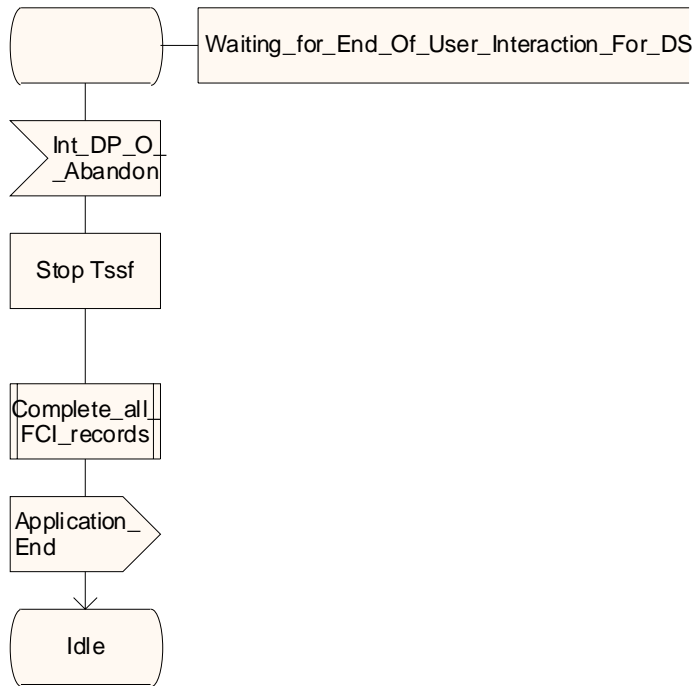 Waiting_for_End_Of_User_Interaction_For_DS
Int_DP_O_
_Abandon
Stop Tssf
Complete_all_
FCI_records
Application_
End
Idle